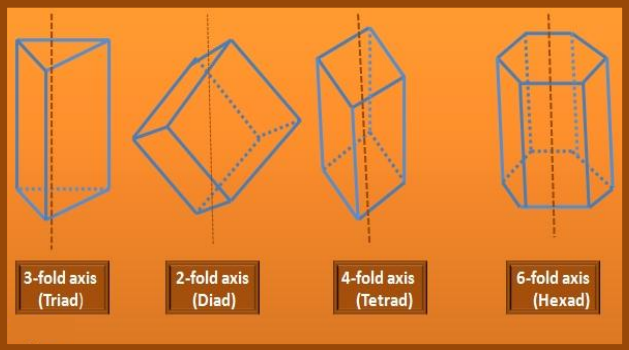 3-fold axis
(Triad)
2-fold axis
(Diad)
4-fold axis
(Tetrad)
6-fold axis
(Hexad)